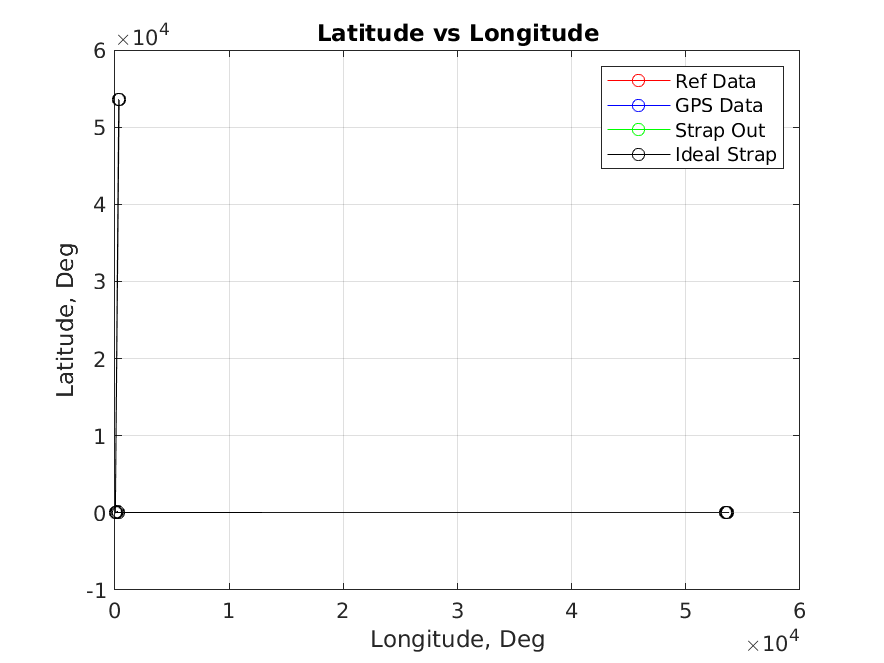 Latitude vs Longitude
×10^4
6
5
4
3
2
1
0
-1
Latitude, Deg
Ref Data
GPS Data
Strap Out
Ideal Strap
0 1 2 3 4 5 6
Longitude, Deg
×10^4